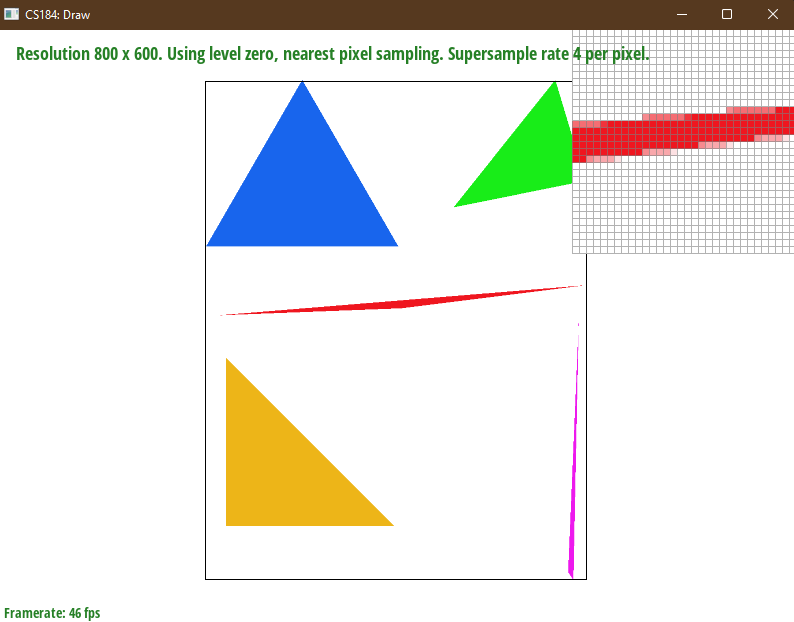 CS184: Draw
Resolution 800 x 600. Using level zero, nearest pixel sampling. Supersample rate 4 per pixel.
Framerate: 46 fps